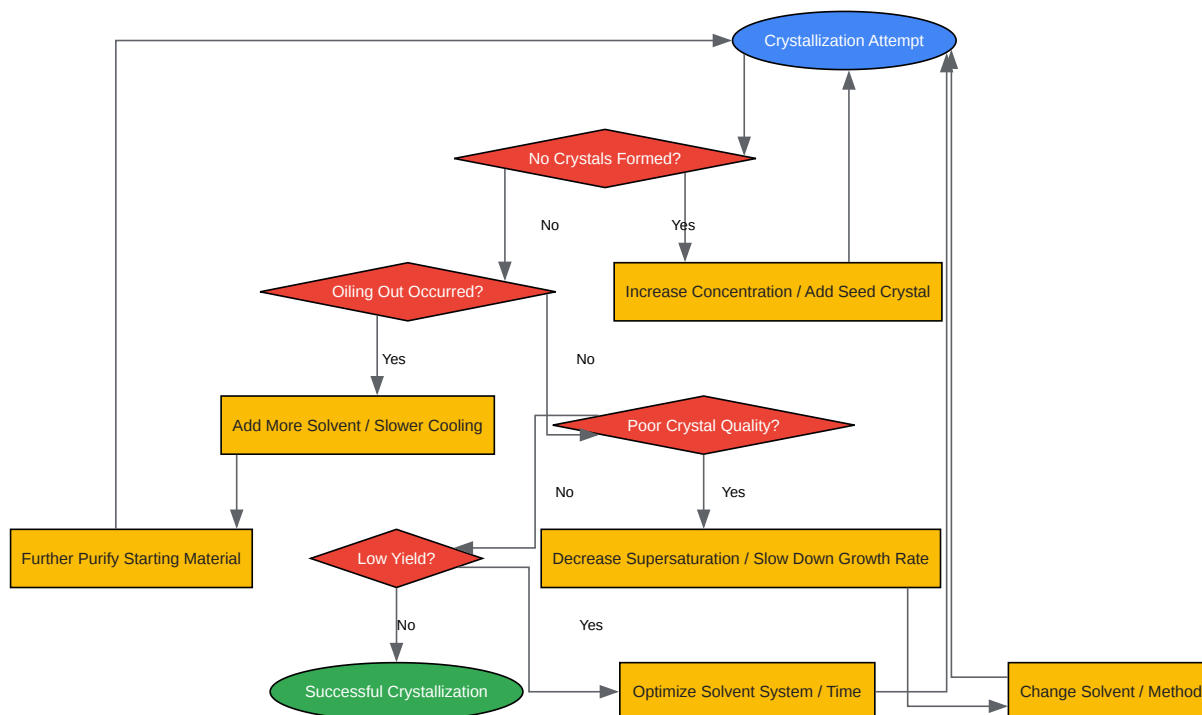 Crystallization Attempt
No Crystals Formed?
No
Yes
Oiling Out Occurred?
Increase Concentration / Add Seed Crystal
Yes
No
Add More Solvent / Slower Cooling
Poor Crystal Quality?
No
Yes
Further Purify Starting Material
Low Yield?
Decrease Supersaturation / Slow Down Growth Rate
No
Yes
Successful Crystallization
Optimize Solvent System / Time
Change Solvent / Method